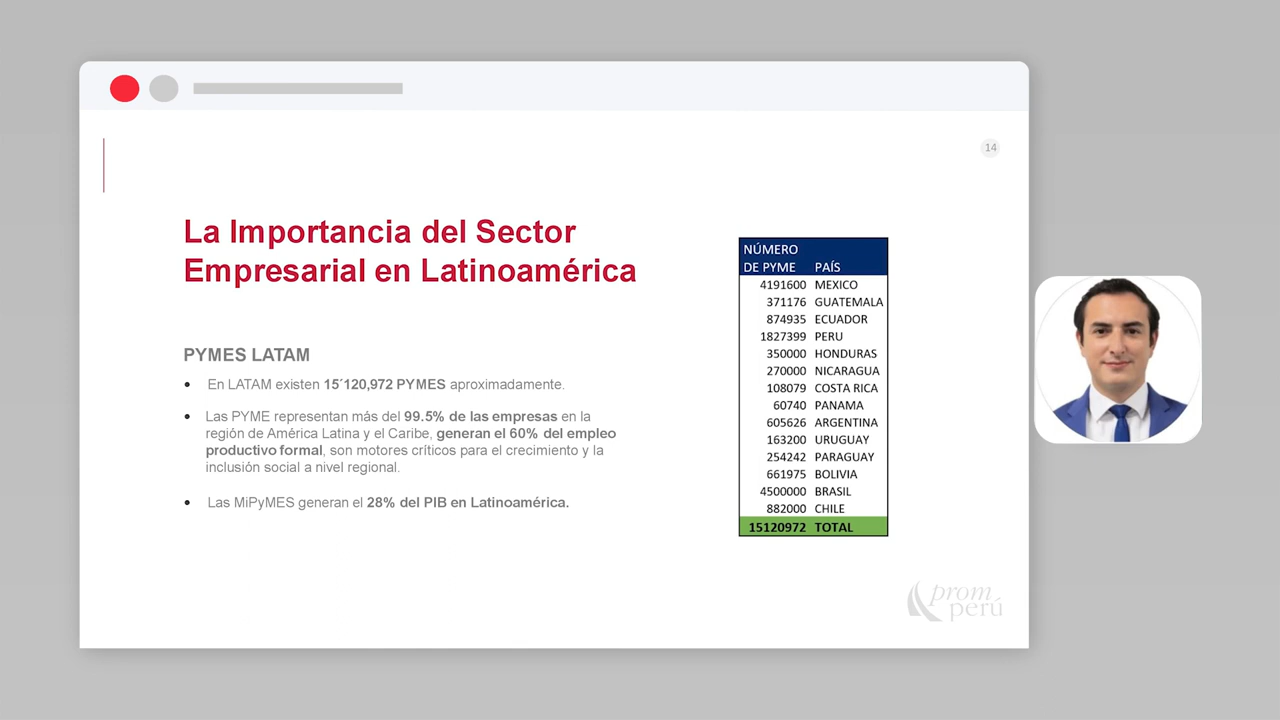 14
La Importancia del Sector
Empresarial en Latinoamérica
PYMES LATAM
• En LATAM existen 15´120,972 PYMES aproximadamente.
• Las PYME representan más del 99.5% de las empresas en la
región de América Latina y el Caribe, generan el 60% del empleo
productivo formal, son motores críticos para el crecimiento y la
inclusión social a nivel regional.
• Las MiPyMES generan el 28% del PIB en Latinoamérica.
NÚMERO
DE PYME PAÍS
4191600 MEXICO
371176 GUATEMALA
874935 ECUADOR
1827399 PERU
350000 HONDURAS
270000 NICARAGUA
108079 COSTA RICA
60740 PANAMA
605626 ARGENTINA
163200 URUGUAY
254242 PARAGUAY
661975 BOLIVIA
4500000 BRASIL
882000 CHILE
15120972 TOTAL
prom
perú